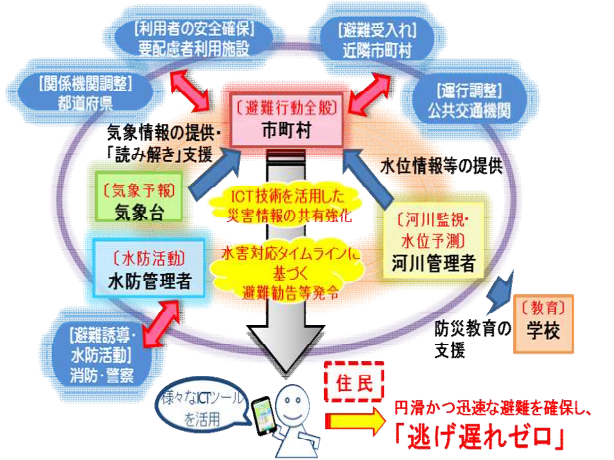 【利用者の安全確保】
要配慮者利用施設
【避難受入れ】
近隣市町村
【関係機関調整】
都道府県
【運行調整】
公共交通機関
〔避難行動全般〕
市町村
気象情報の提供・
「読み解き」支援
水位情報等の提供
〔気象予報〕
気象台
ICT技術を活用した
災害情報の共有強化
〔河川監視・
水位予測〕
河川管理者
〔水防活動〕
水防管理者
水害対応タイムラインに
基づく
避難勧告等発令
〔教育〕
学校
防災教育の
支援
【避難誘導・
水防活動】
消防・警察
住民
様々なICTツール
を活用
円滑かつ迅速な避難を確保し、
「逃げ遅れゼロ」